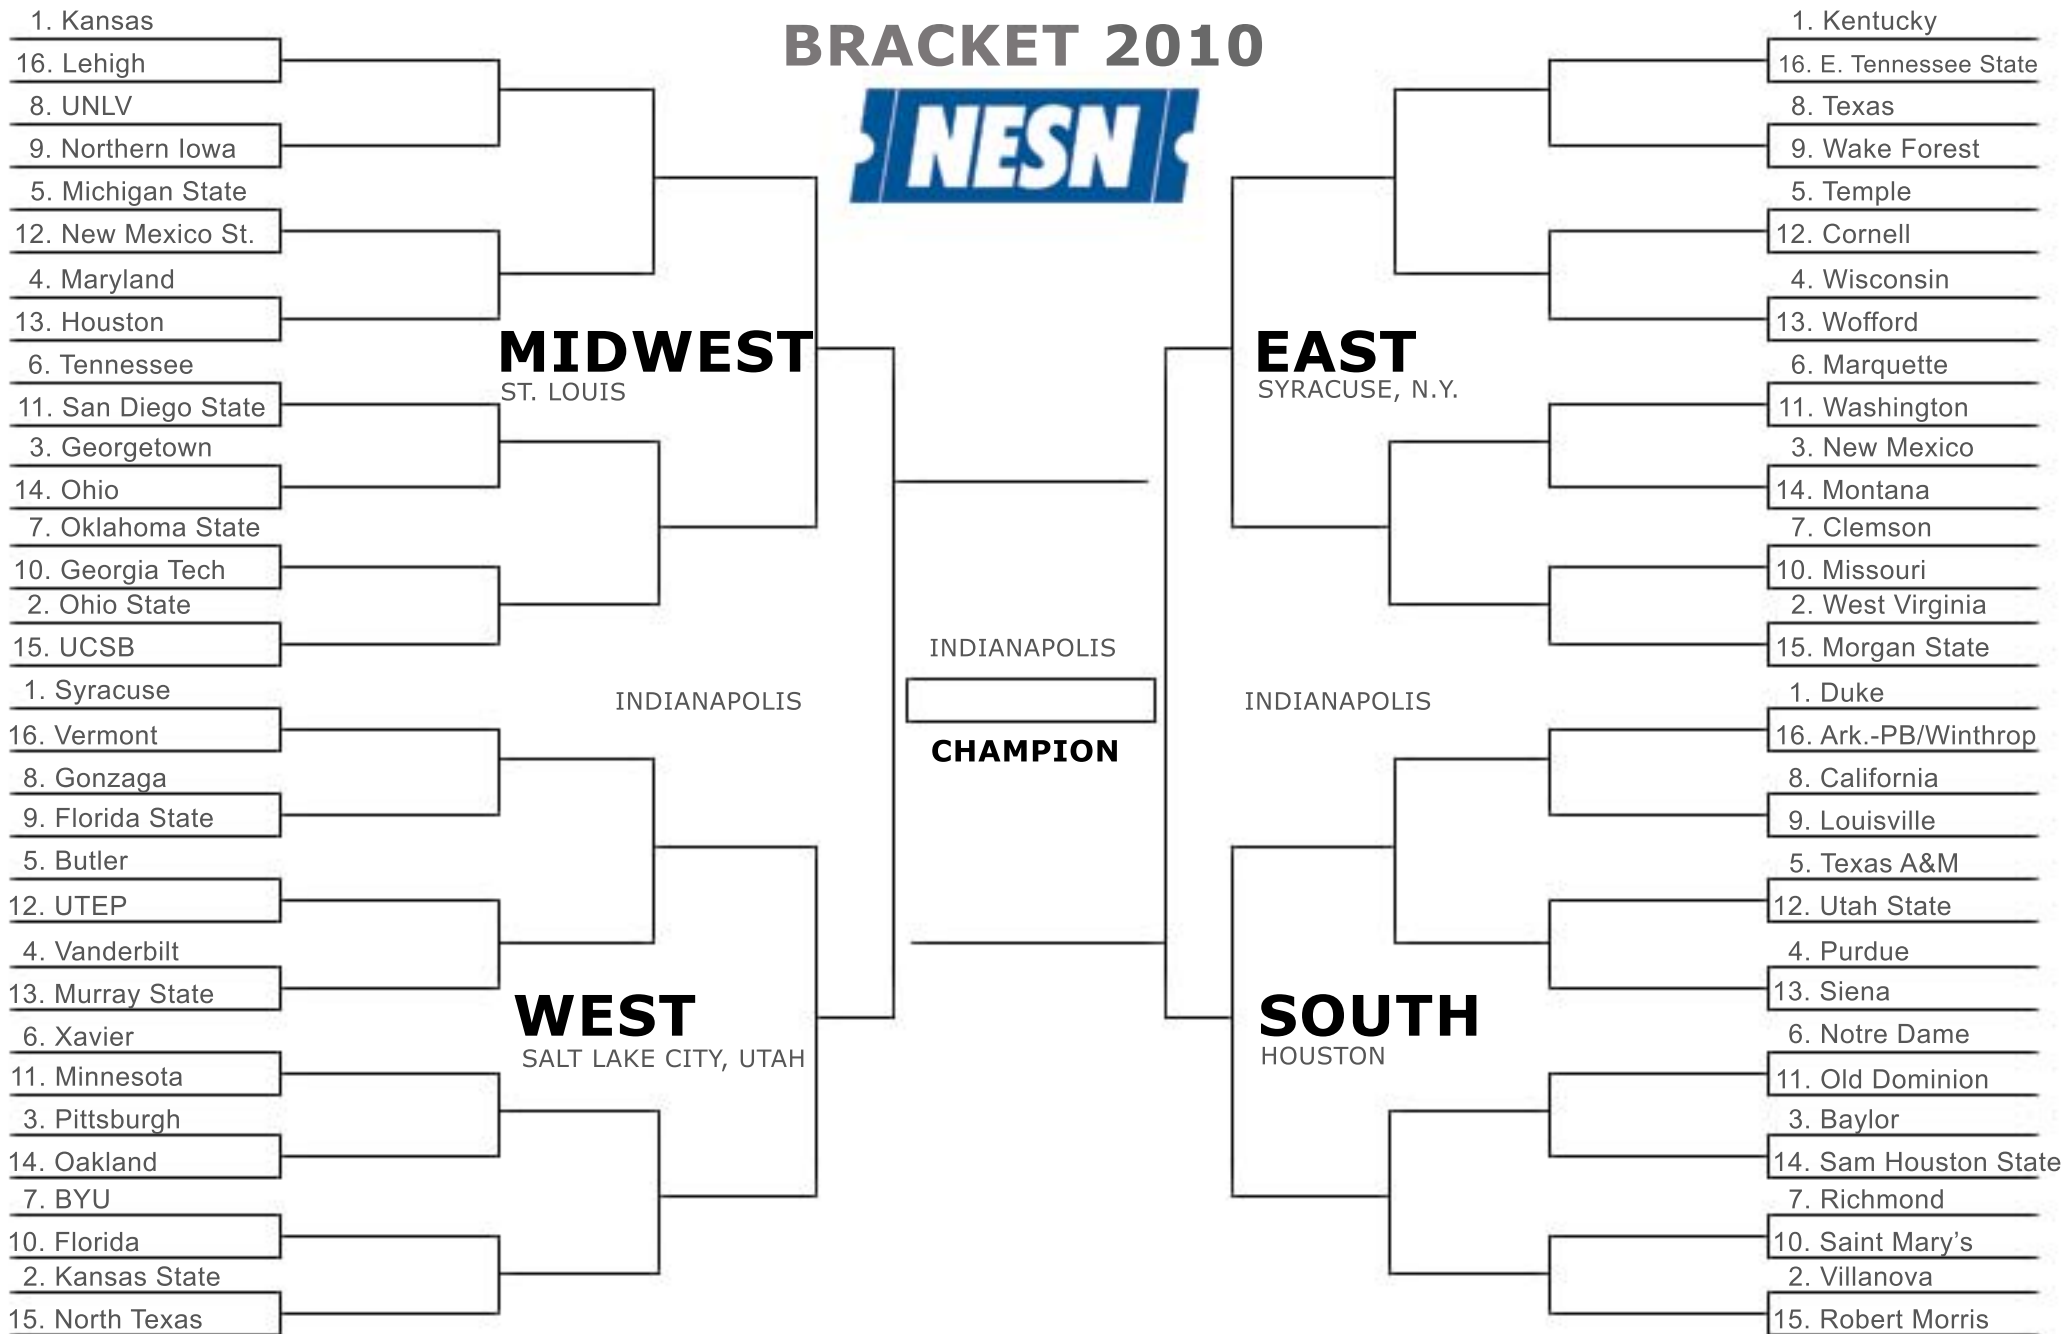 BRACKET 2010
NESN
1. Kansas
16. Lehigh
8. UNLV
9. Northern Iowa
5. Michigan State
12. New Mexico St.
4. Maryland
13. Houston
6. Tennessee
11. San Diego State
3. Georgetown
14. Ohio
7. Oklahoma State
10. Georgia Tech
2. Ohio State
15. UCSB
MIDWEST
ST. LOUIS
1. Syracuse
16. Vermont
8. Gonzaga
9. Florida State
5. Butler
12. UTEP
4. Vanderbilt
13. Murray State
6. Xavier
11. Minnesota
3. Pittsburgh
14. Oakland
7. BYU
10. Florida
2. Kansas State
15. North Texas
WEST
SALT LAKE CITY, UTAH
INDIANAPOLIS
INDIANAPOLIS
CHAMPION
INDIANAPOLIS
1. Kentucky
16. E. Tennessee State
8. Texas
9. Wake Forest
5. Temple
12. Cornell
4. Wisconsin
13. Wofford
6. Marquette
11. Washington
3. New Mexico
14. Montana
7. Clemson
10. Missouri
2. West Virginia
15. Morgan State
EAST
SYRACUSE, N.Y.
1. Duke
16. Ark.-PB/Winthrop
8. California
9. Louisville
5. Texas A&M
12. Utah State
4. Purdue
13. Siena
6. Notre Dame
11. Old Dominion
3. Baylor
14. Sam Houston State
7. Richmond
10. Saint Mary’s
2. Villanova
15. Robert Morris
SOUTH
HOUSTON